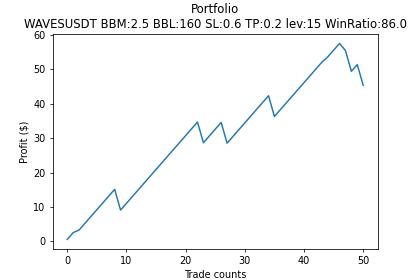 Portfolio
WAVESUSDT BBM:2.5 BBL:160 SL:0.6 TP:0.2 lev:15 WinRatio:86.0
60
50
40
30
20
10
0
Profit ($)
0 10 20 30 40 50
Trade counts